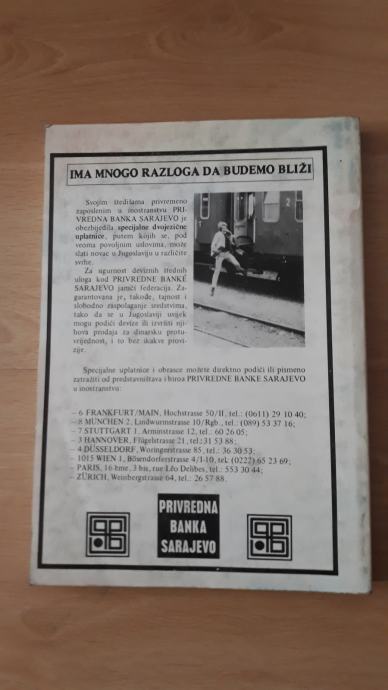 IMA MNOGO RAZLOGA DA BUDEMO BLIŽI
Svojim štedišama privremeno
zaposlenim u inostranstvu PRI-
VREDNA BANKA SARAJEVO je
obezbijedila specijalne dvojezične
uplatnice, putem kojih se, pod
veoma povoljnim uslovima, može
slati novac u Jugoslaviju u različite
svrhe.
Za sigurnost deviznih štednih
uloga kod PRIVREDNE BANKE
SARAJEVO jamči federacija. Za-
garantovana je, takođe, tajnost i
slobodno raspolaganje sredstvima,
tako da se u Jugoslaviji uvijek
mogu podići devize ili izvršiti nji-
hova prodaja za dinarsku protu-
vrijednost, i to bez ikakve provi-
zije.
Specijalne uplatnice i obrasce možete direktno podići ili pismeno
zatražiti od predstavništava i biroa PRIVREDNE BANKE SARAJEVO
u inostranstvu:
– 6 FRANKFURT/MAIN, Hochstrasse 50/II, tel.: (0611) 29 10 40;
– 8 MÜNCHEN 2, Lindwurmstrasse 10/Rgb., tel.: (089) 53 37 16;
– 7 STUTTGART 1, Arminstrasse 12, tel.: 60 26 05;
– 3 HANNOVER, Flügelstrasse 21, tel.: 31 53 88;
– 4 DÜSSELDORF, Woringerstrasse 85, tel.: 36 30 53;
– 1015 WIEN 1, Bösendorferstrasse 4/I-10, tel.: (0222) 65 23 69;
– PARIS, 16 eme, 3 bis, rue Léo Delibes, tel.: 553 30 44;
– ZÜRICH, Weinbergstrasse 64, tel.: 26 57 88.
PRIVREDNA
BANKA
SARAJEVO
2